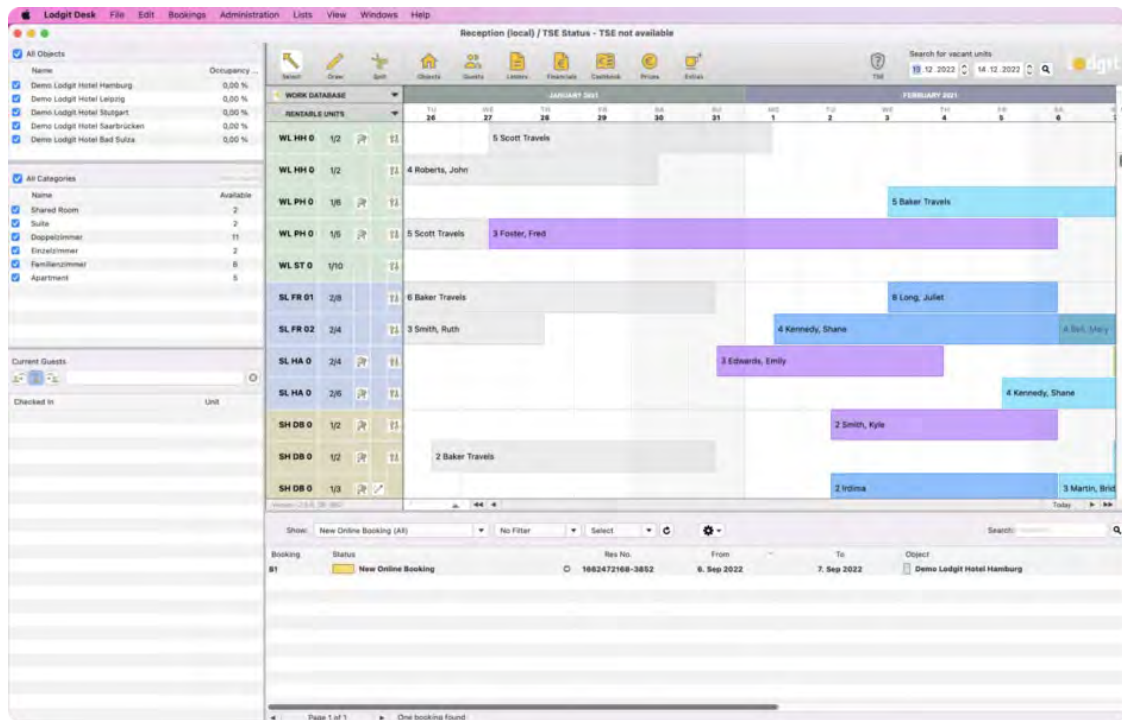 Lodgit Desk File Edit Bookings Administration Lists View Windows Help
Reception (local) / TSE Status - TSE not available
All Objects
Name Occupancy ...
Demo Lodgit Hotel Hamburg 0,00 %
Demo Lodgit Hotel Leipzig 0,00 %
Demo Lodgit Hotel Stutgart 0,00 %
Demo Lodgit Hotel Saarbrücken 0,00 %
Demo Lodgit Hotel Bad Sulza 0,00 %
All Categories
Name Available
Shared Room 2
Suite 2
Doppelzimmer 11
Einzelzimmer 2
Familienzimmer 6
Apartment 5
Current Guests
Checked in Unit
Select Draw Split Objects Guests Letters Financials Cashbook Prices Extras TSE
Search for vacant units
13.12.2022 14.12.2022
WORK DATABASE JANUARY 2021 FEBRUARY 2021
RENTABLE UNITS
TU WE TH FR SA SU MO TU WE TH FR SA
26 27 28 29 30 31 1 2 3 4 5 6
WL HH 0 1/2 5 Scott Travels
WL HH 0 1/2 4 Roberts, John
WL PH 0 1/6 5 Baker Travels
WL PH 0 1/5 5 Scott Travels 3 Foster, Fred
WL ST 0 1/10
SL FR 01 2/8 6 Baker Travels 8 Long, Juliet
SL FR 02 2/4 3 Smith, Ruth 4 Kennedy, Shane 4 Bell, Mary
SL HA 0 2/4 3 Edwards, Emily
SL HA 0 2/6 4 Kennedy, Shane
SH DB 0 1/2 2 Smith, Kyle
SH DB 0 1/2 2 Baker Travels
SH DB 0 1/3 2 Irdima 3 Martin, Brid
Today
Show: New Online Booking (All) No Filter Select Search:
Booking Status Res No. From To Object
B1 New Online Booking 1662472168-3852 6. Sep 2022 7. Sep 2022 Demo Lodgit Hotel Hamburg
Page 1 of 1 One booking found